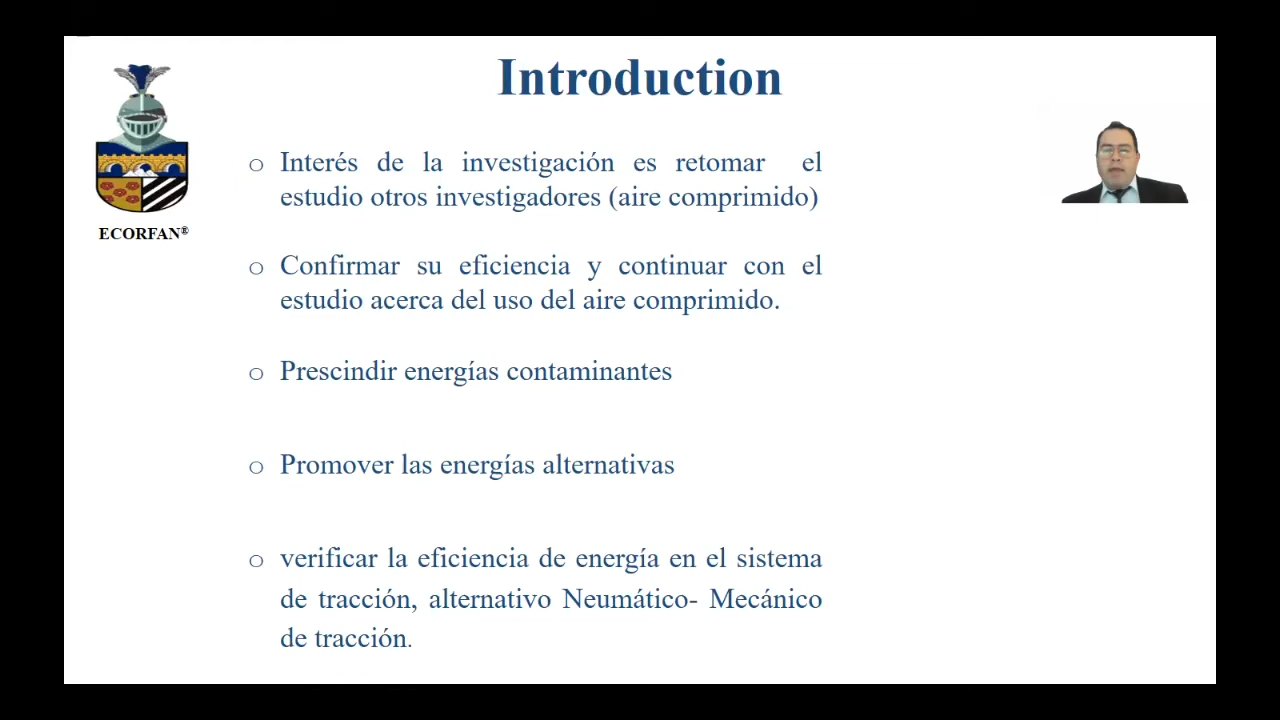 Introduction
Interés de la investigación es retomar el
estudio otros investigadores (aire comprimido)
ECORFAN®
Confirmar su eficiencia y continuar con el
estudio acerca del uso del aire comprimido.
Prescindir energías contaminantes
Promover las energías alternativas
verificar la eficiencia de energía en el sistema
de tracción, alternativo Neumático- Mecánico
de tracción.